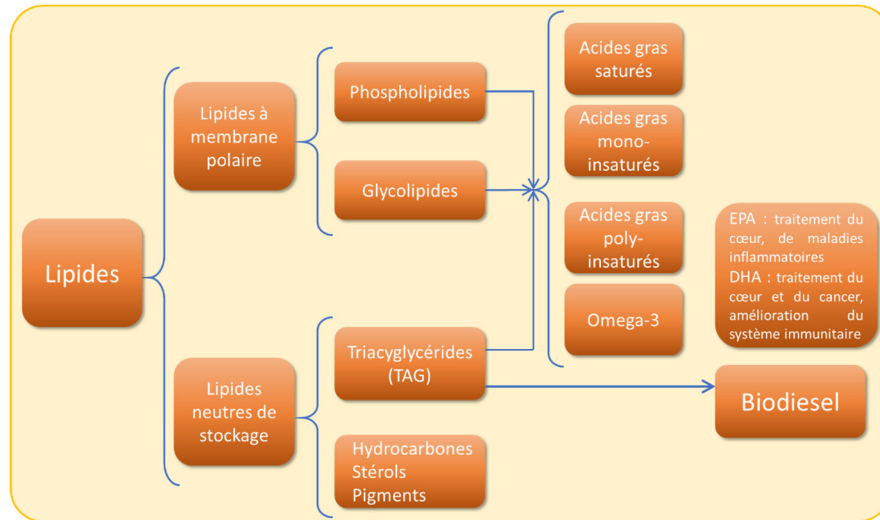 Lipides
Lipides à
membrane
polaire
Lipides
neutres de
stockage
Phospholipides
Glycolipides
Triacyglycérides
(TAG)
Hydrocarbones
Stérols
Pigments
Acides gras
saturés
Acides gras
mono-
insaturés
Acides gras
poly-
insaturés
Omega-3
EPA : traitement du
cœur, de maladies
inflammatoires
DHA : traitement du
cœur et du cancer,
amélioration du
système immunitaire
Biodiesel